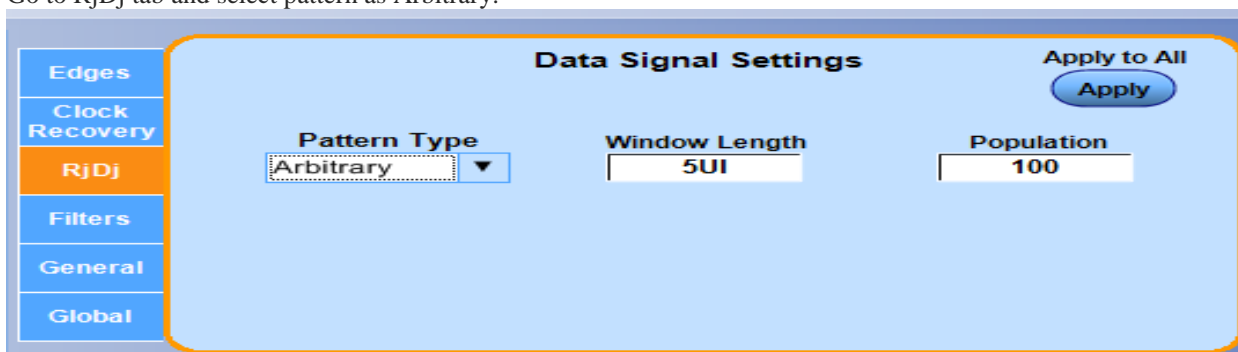 Go to RjDj tab and select pattern as Arbitrary.
Edges
Clock
Recovery
RjDj
Filters
General
Global
Data Signal Settings
Apply to All
Apply
Pattern Type
Arbitrary
Window Length
5UI
Population
100